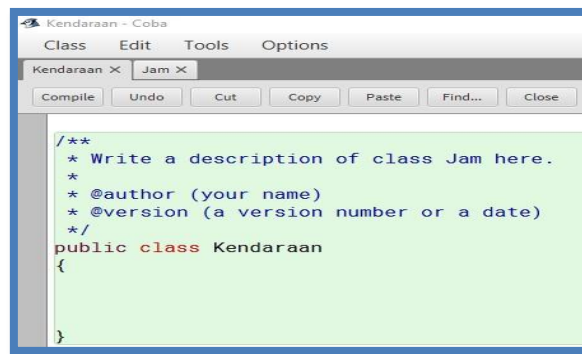 Kendaraan - Coba
Class Edit Tools Options
Kendaraan × Jam ×
Compile Undo Cut Copy Paste Find... Close
/**
* Write a description of class Jam here.
*
* @author (your name)
* @version (a version number or a date)
*/
public class Kendaraan
{
}